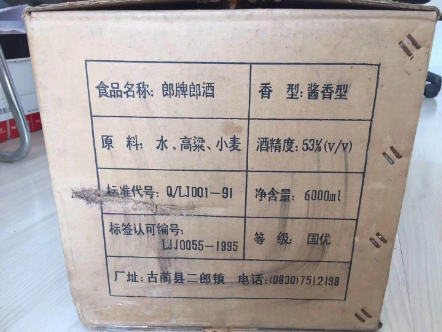 食品名称: 郎牌郎酒 香 型: 酱香型
原 料: 水、高粱、小麦 酒精度: 53%(v/v)
标准代号: Q/LJ001-91 净含量: 6000ml
标签认可编号:
LJJ0055-1995 等 级: 国优
厂址: 古蔺县二郎镇 电话: (0830)7512198